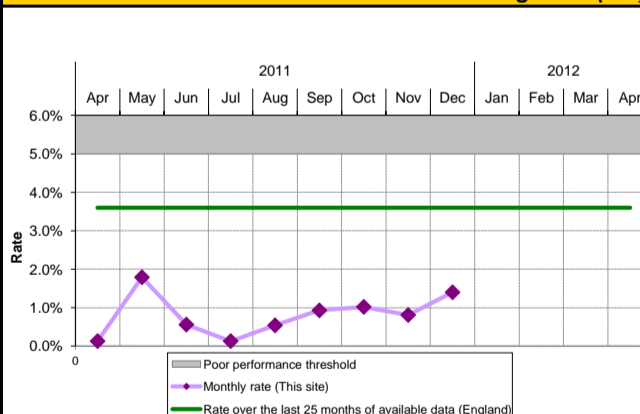 2011 2012
Apr May Jun Jul Aug Sep Oct Nov Dec Jan Feb Mar Apr
6.0%
5.0%
4.0%
3.0%
2.0%
1.0%
0.0%
Rate
0
Poor performance threshold
Monthly rate (This site)
Rate over the last 25 months of available data (England)